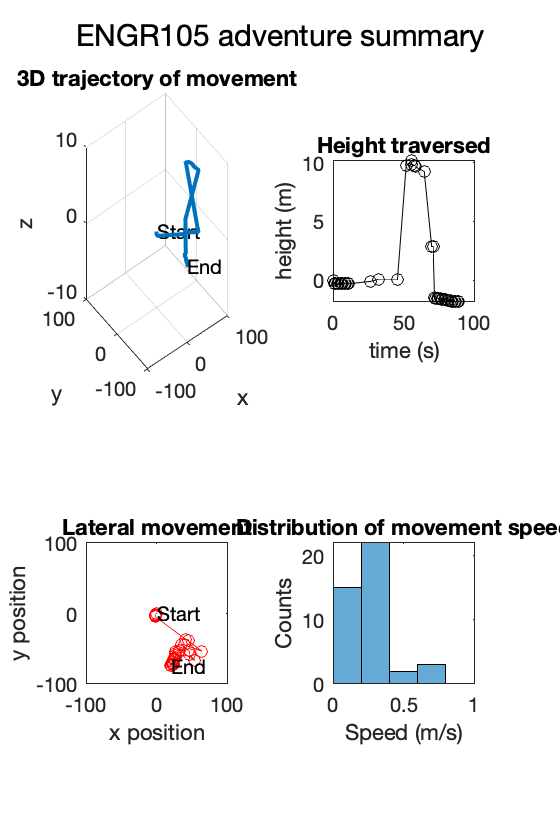 ENGR105 adventure summary
3D trajectory of movement
10
0
-10
z
100
0
-100
y
-100
0
100
x
Start
End
Height traversed
10
5
0
height (m)
0
50
100
time (s)
Lateral movement
100
0
-100
y position
Start
End
-100
0
100
x position
Distribution of movement spee
20
10
0
Counts
0
0.5
1
Speed (m/s)